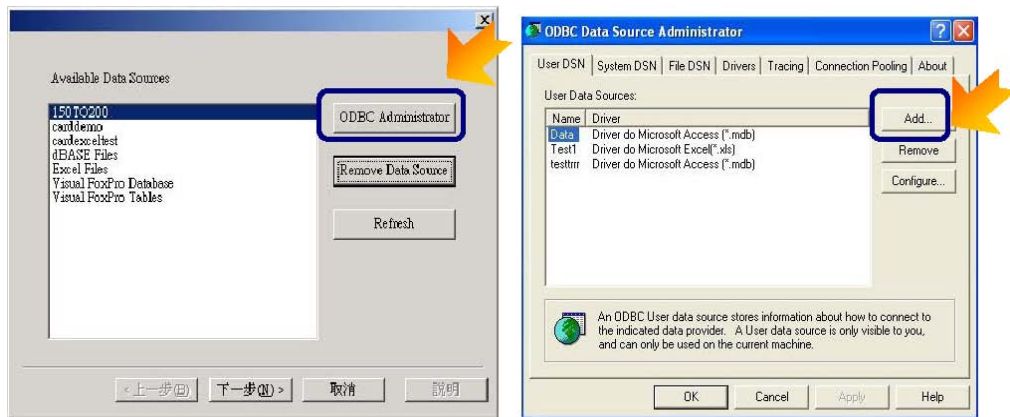 Available Data Sources
150TO200
carddemo
cardexceltest
dBASE Files
Excel Files
Visual FoxPro Database
Visual FoxPro Tables
ODBC Administrator
Remove Data Source
Refresh
<上一步(B)
下一步(N) >
取消
說明
ODBC Data Source Administrator
User DSN System DSN File DSN Drivers Tracing Connection Pooling About
User Data Sources:
Name Driver
Data Driver do Microsoft Access (*.mdb)
Test1 Driver do Microsoft Excel(*.xls)
testtrrr Driver do Microsoft Access (*.mdb)
Add...
Remove
Configure...
An ODBC User data source stores information about how to connect to
the indicated data provider. A User data source is only visible to you,
and can only be used on the current machine.
OK Cancel Apply Help